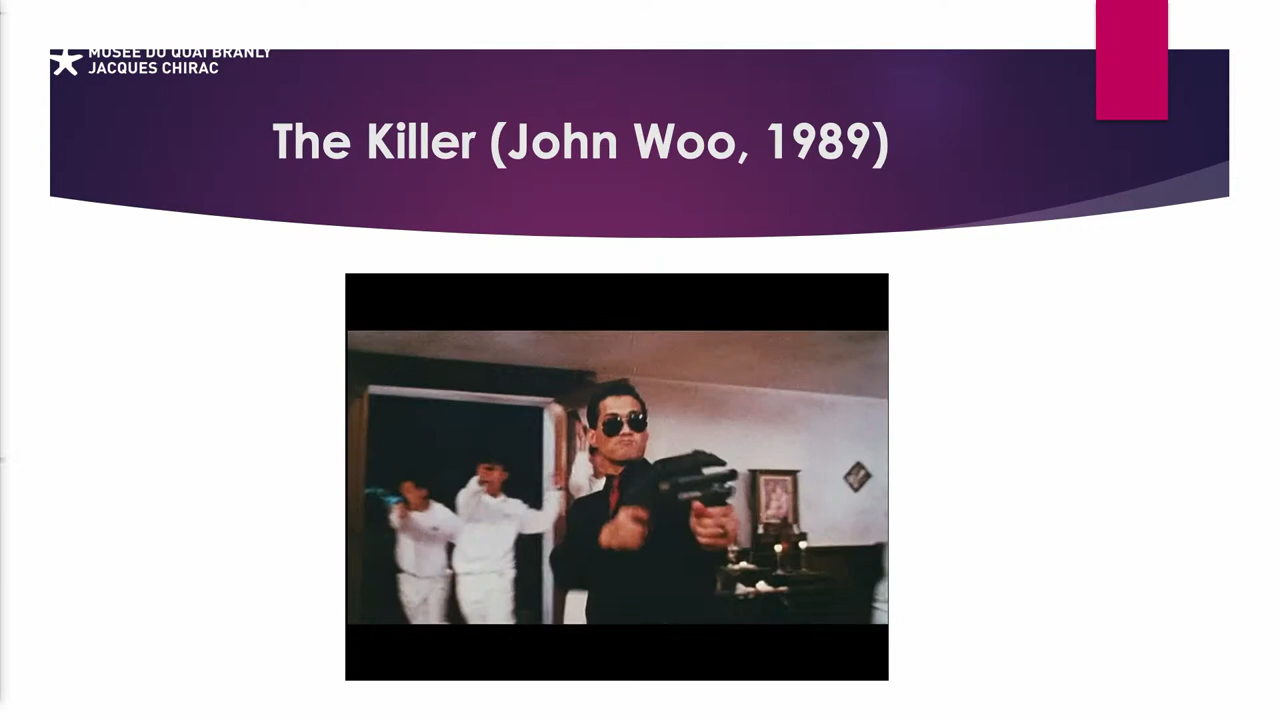 MUSÉE DU QUAI BRANLY
JACQUES CHIRAC
The Killer (John Woo, 1989)